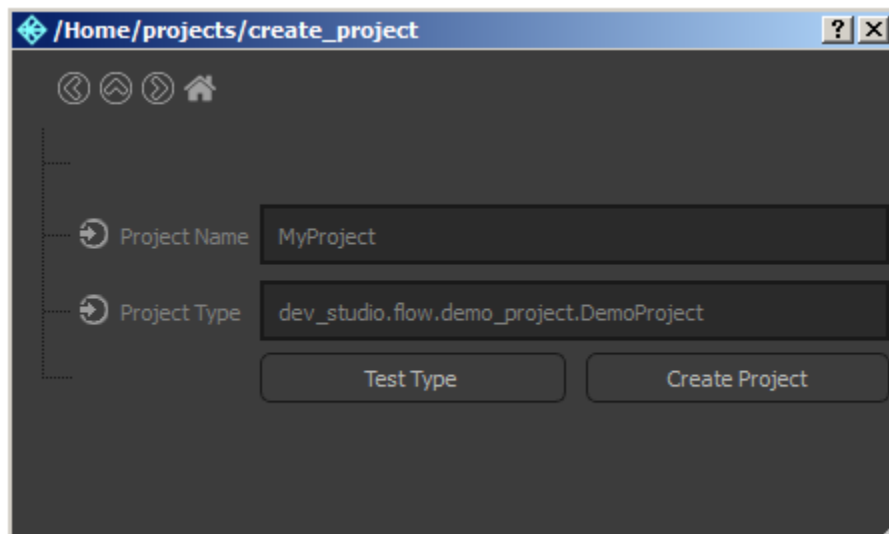 /Home/projects/create_project ?
Project Name MyProject
Project Type dev_studio.flow.demo_project.DemoProject
Test Type Create Project